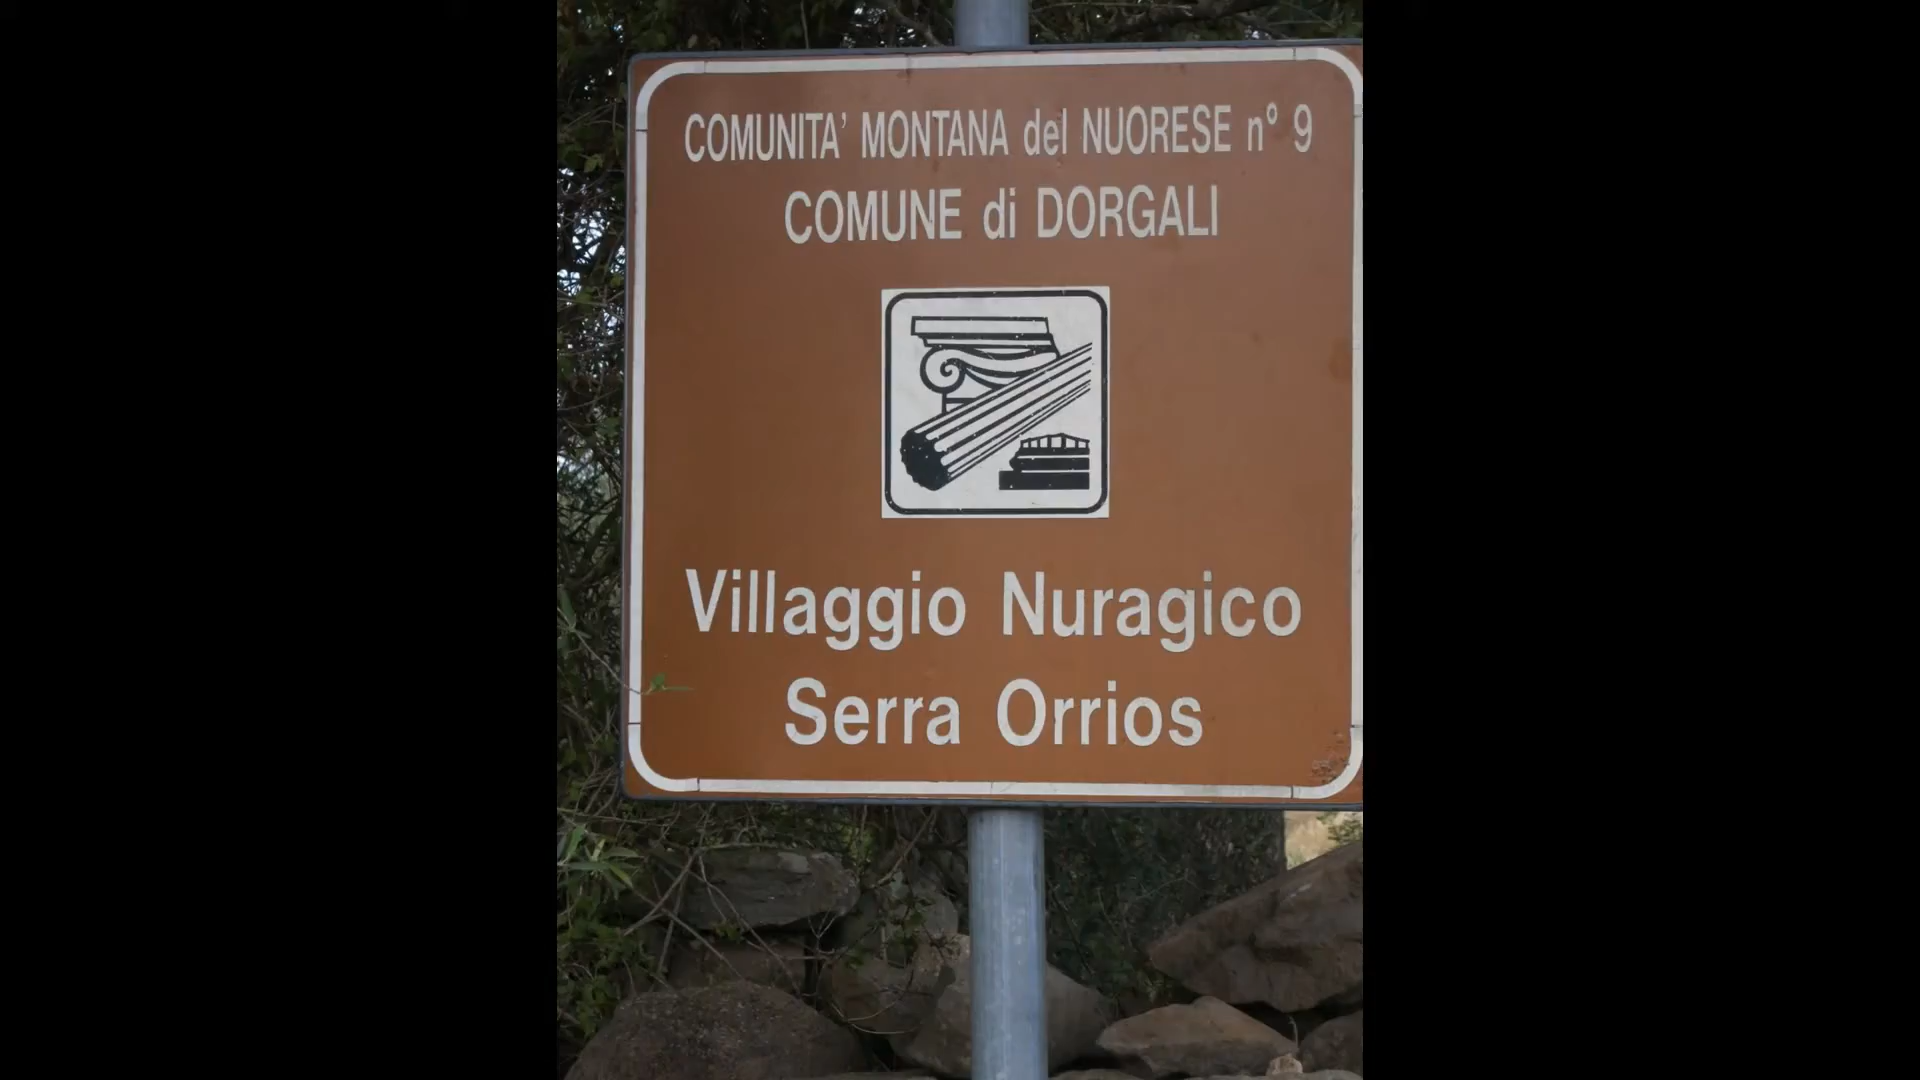 COMUNITA' MONTANA del NUORESE n° 9
COMUNE di DORGALI
Villaggio Nuragico
Serra Orrios